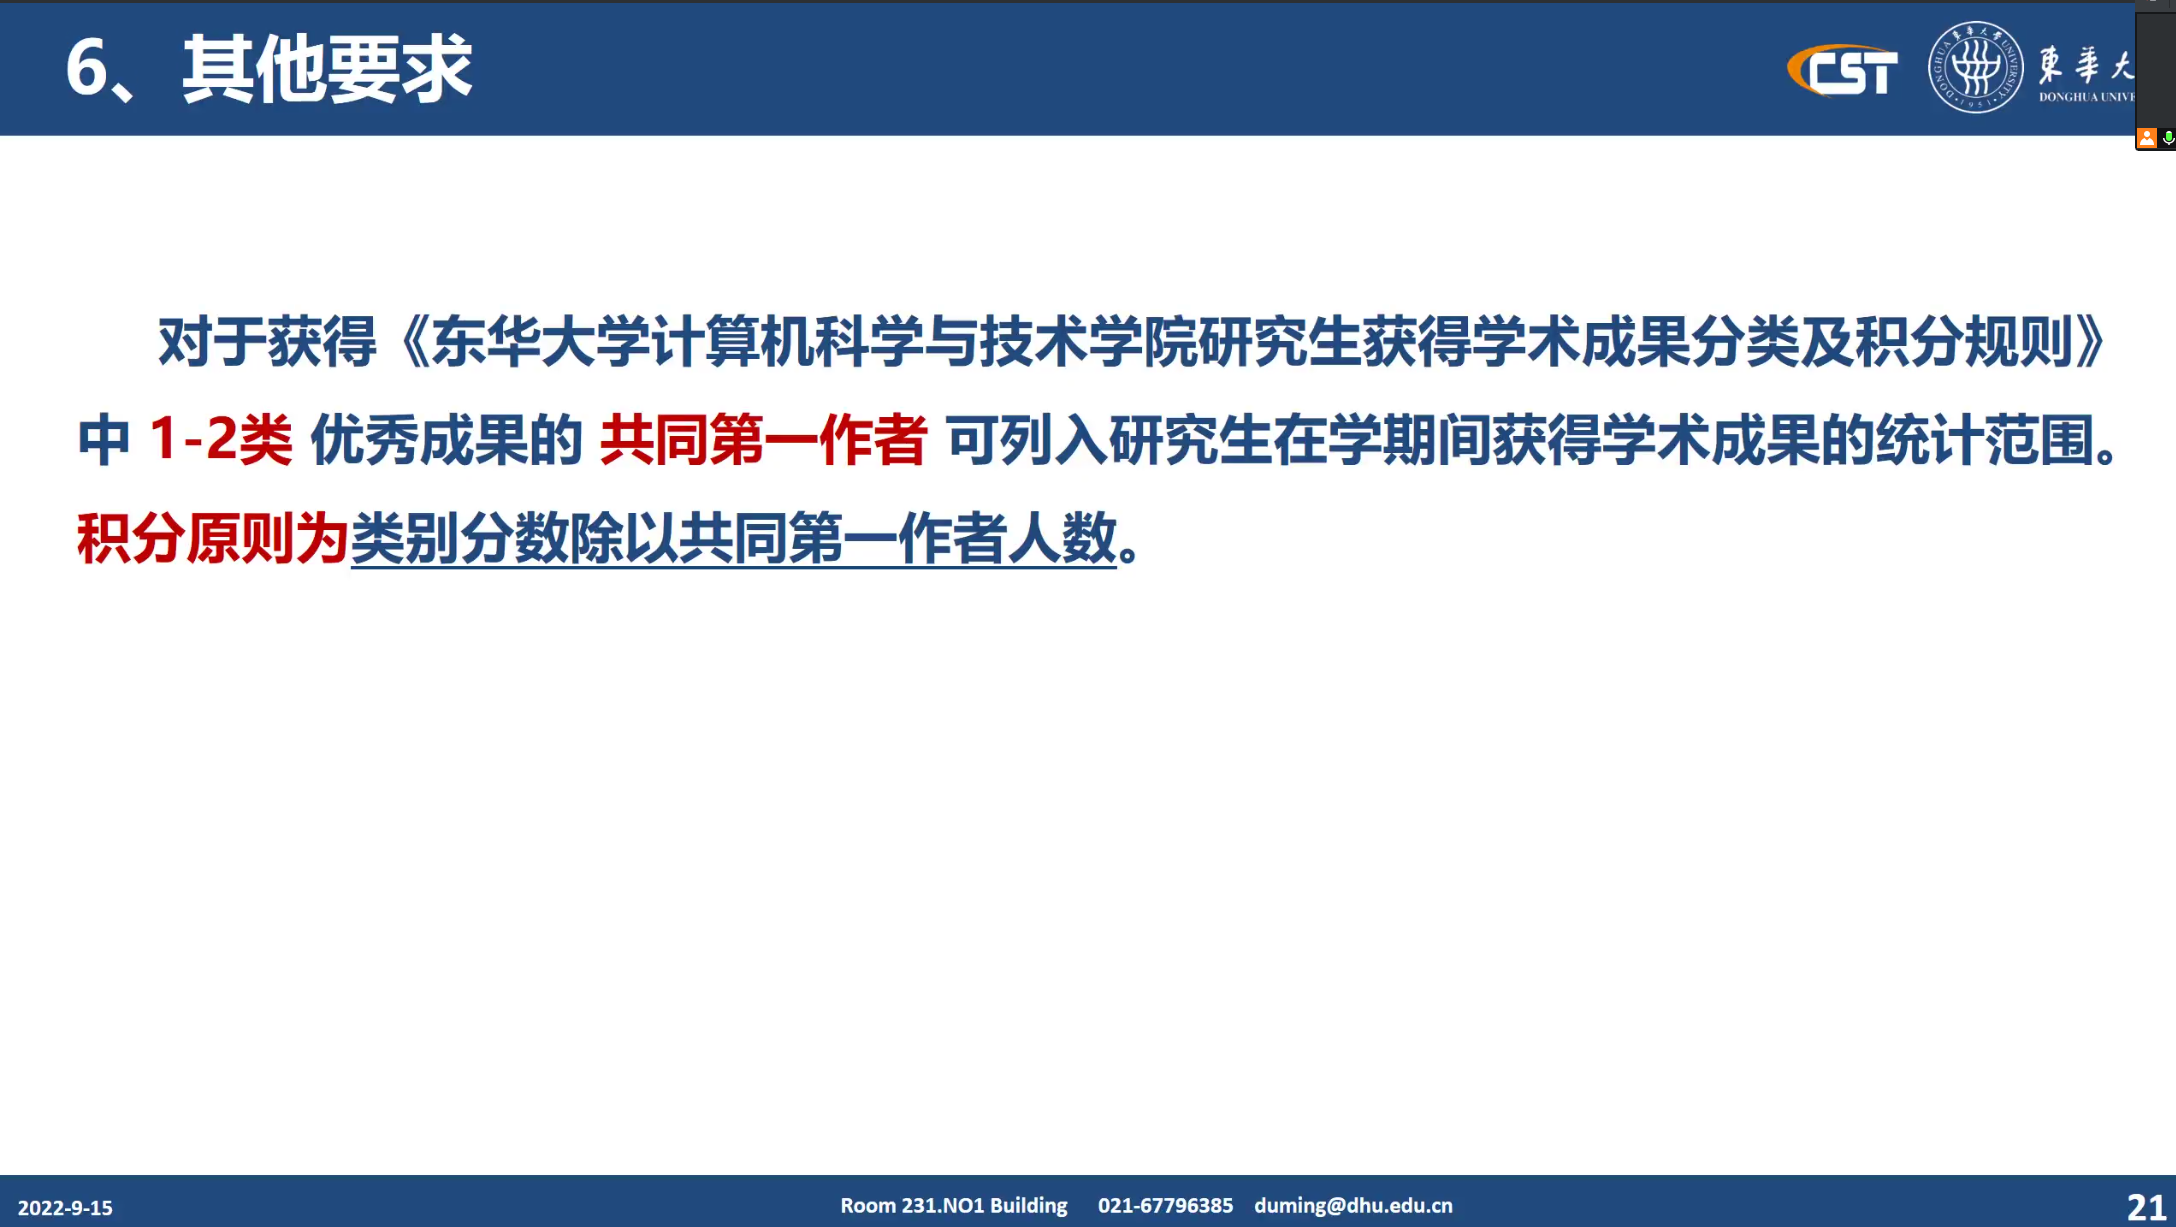 6、其他要求
CST
DONGHUA UNIVERSITY
1951
東華大
DONGHUA UNIVE
对于获得《东华大学计算机科学与技术学院研究生获得学术成果分类及积分规则》
中 1-2类 优秀成果的 共同第一作者 可列入研究生在学期间获得学术成果的统计范围。
积分原则为类别分数除以共同第一作者人数。
2022-9-15
Room 231.NO1 Building 021-67796385 duming@dhu.edu.cn
21